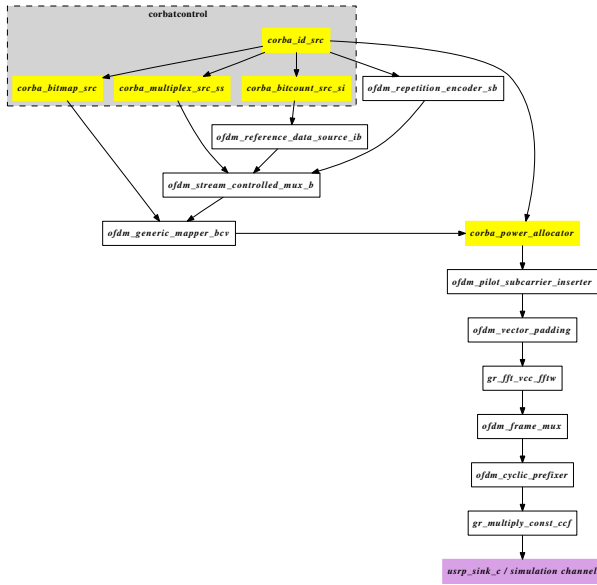 corbatcontrol
corba_id_src
corba_bitmap_src
corba_multiplex_src_ss
corba_bitcount_src_si
ofdm_repetition_encoder_sb
ofdm_reference_data_source_ib
ofdm_stream_controlled_mux_b
ofdm_generic_mapper_bcv
corba_power_allocator
ofdm_pilot_subcarrier_inserter
ofdm_vector_padding
gr_fft_vcc_fftw
ofdm_frame_mux
ofdm_cyclic_prefixer
gr_multiply_const_ccf
usrp_sink_c / simulation channel